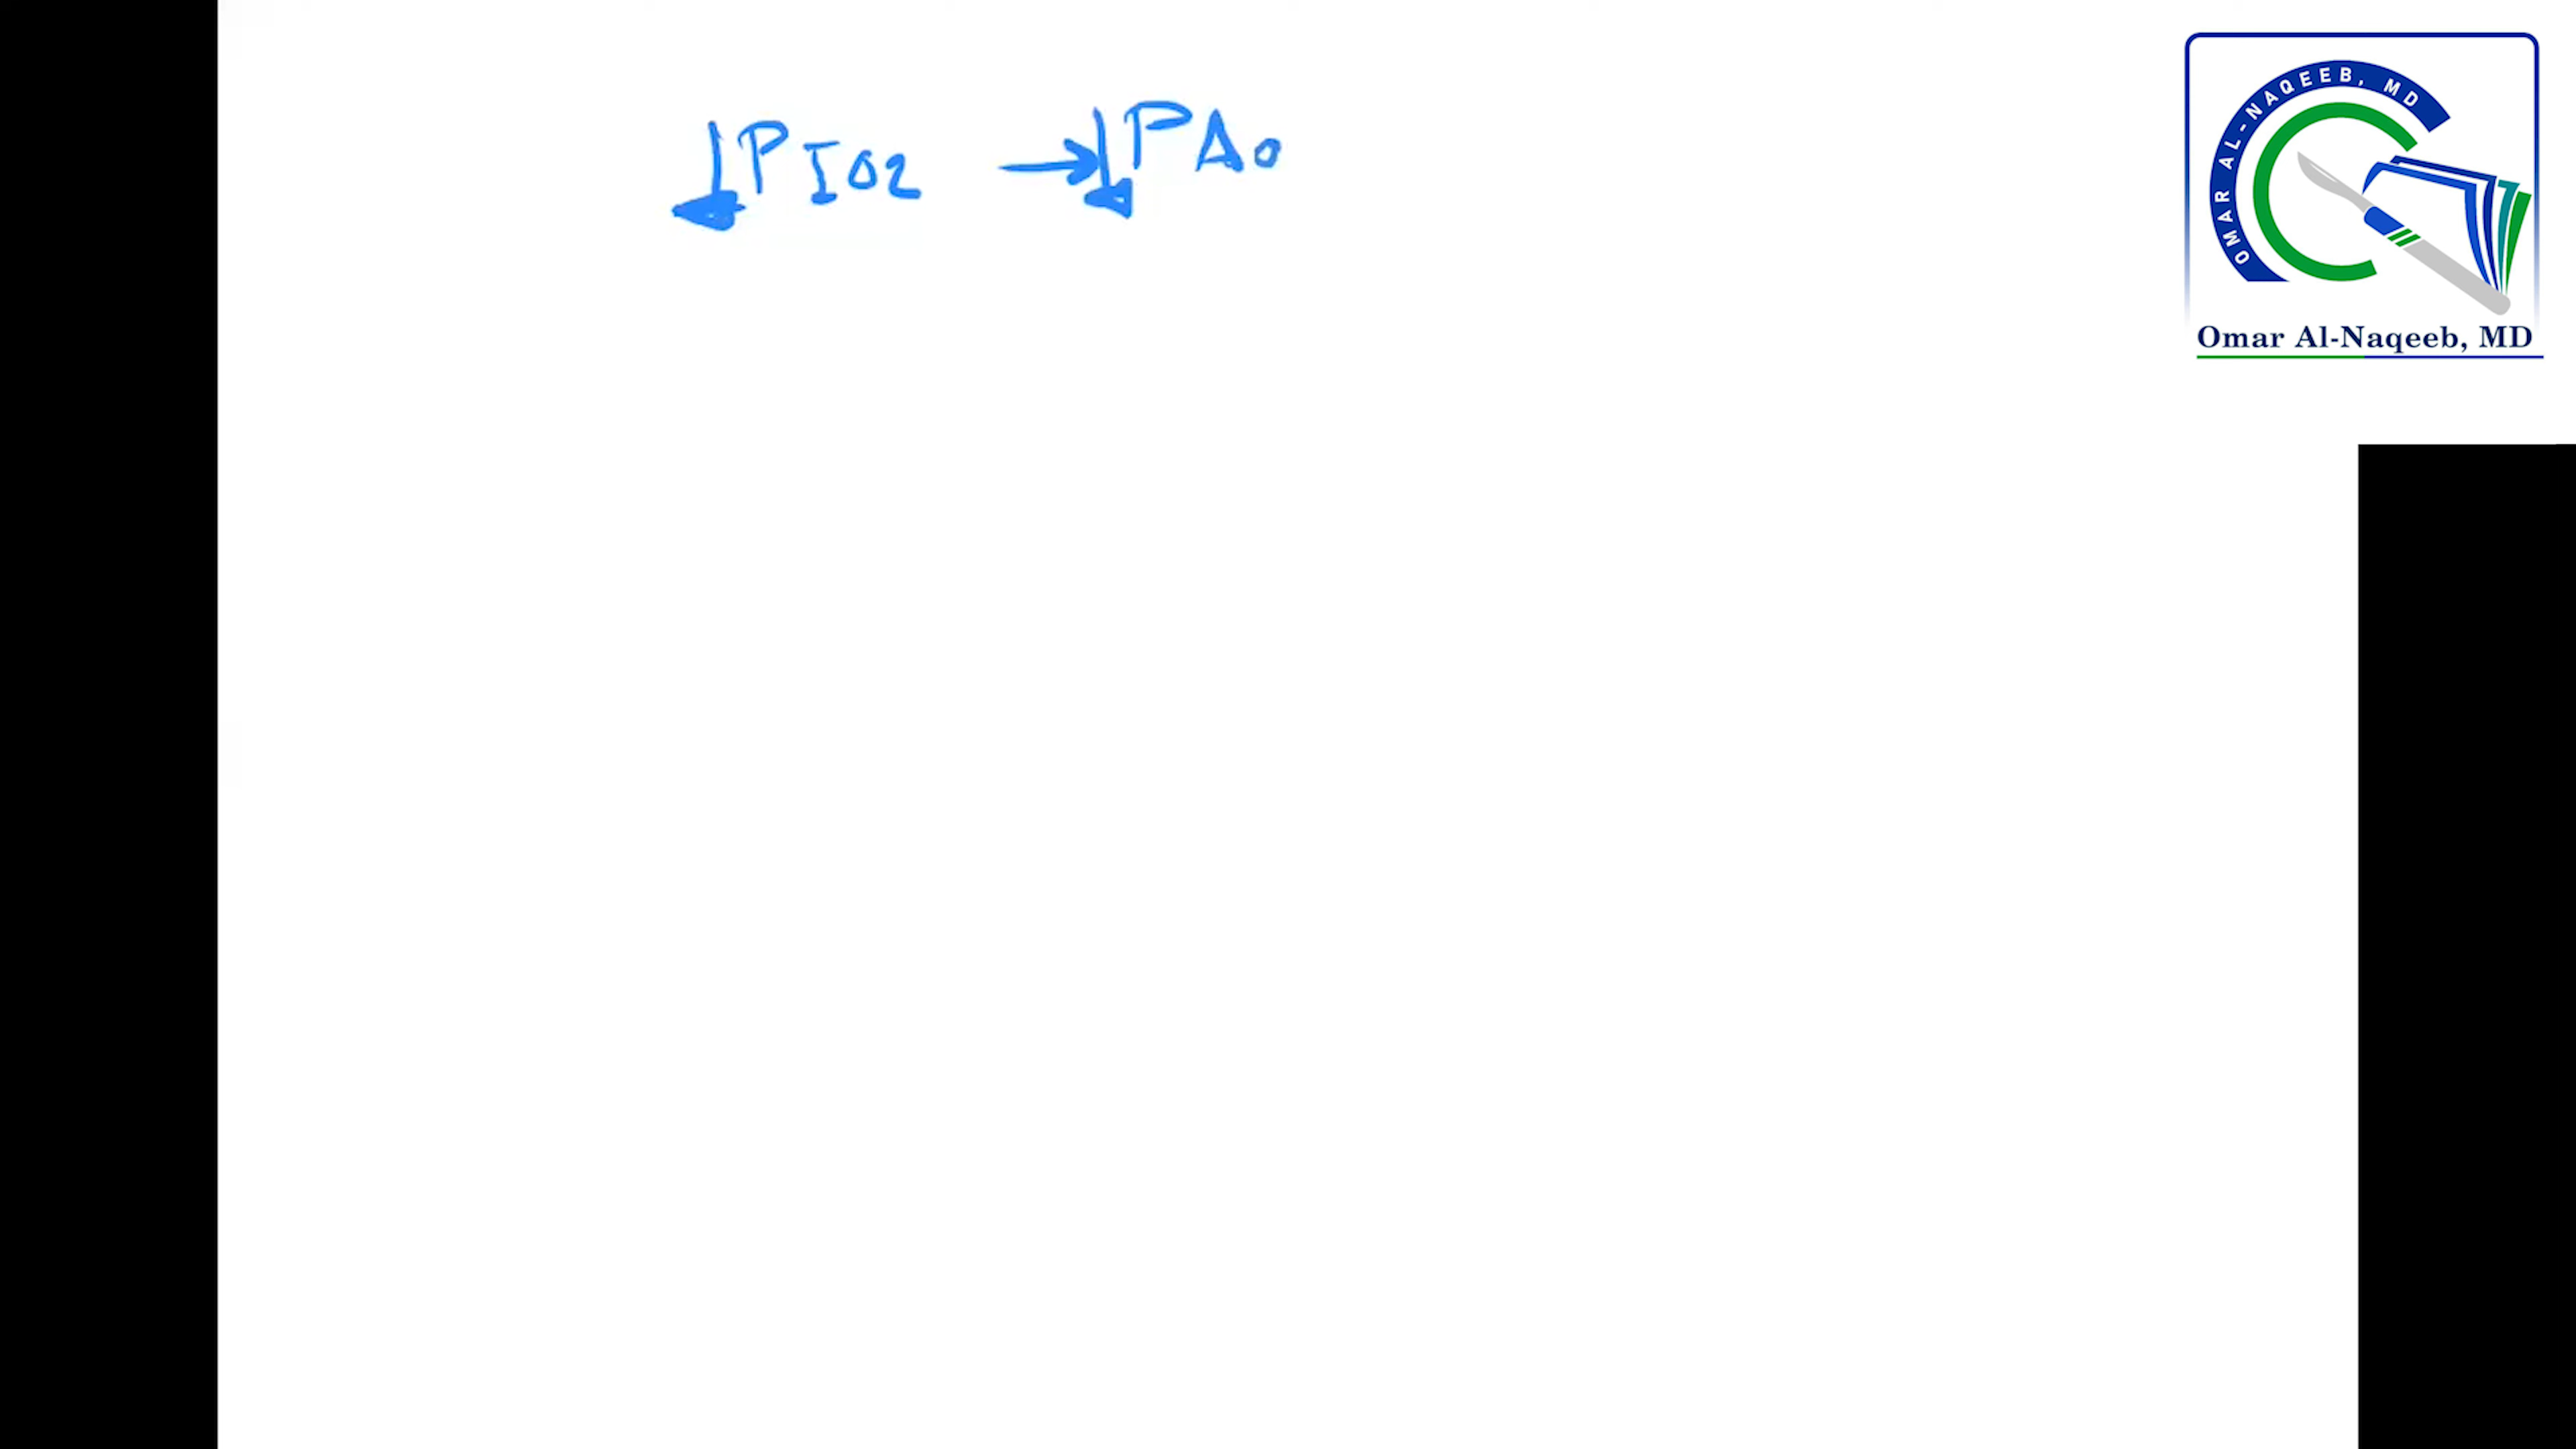 ↓PIO2 → ↓PAO
OMAR AL-NAQEEB, MD
Omar Al-Naqeeb, MD